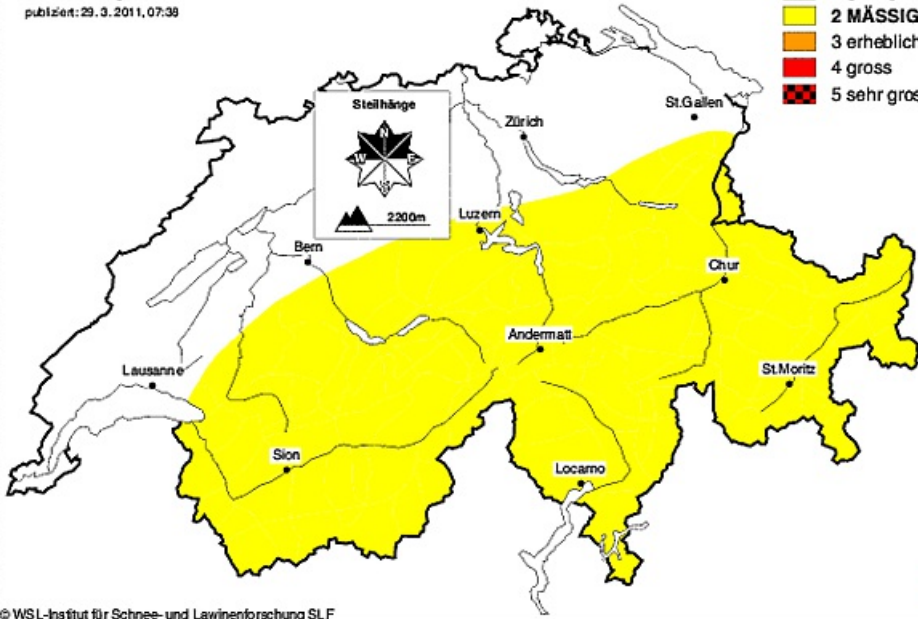 publiziert: 29. 3. 2011, 07:38
2 MÄSSIG
3 erheblich
4 gross
5 sehr gros
Steilhänge
N
W E
S
2200m
St.Gallen
Zürich
Luzern
Bern
Chur
Andermatt
Lausanne
St.Moritz
Sion
Locarno
© WSL-Institut für Schnee- und Lawinenforschung SLF